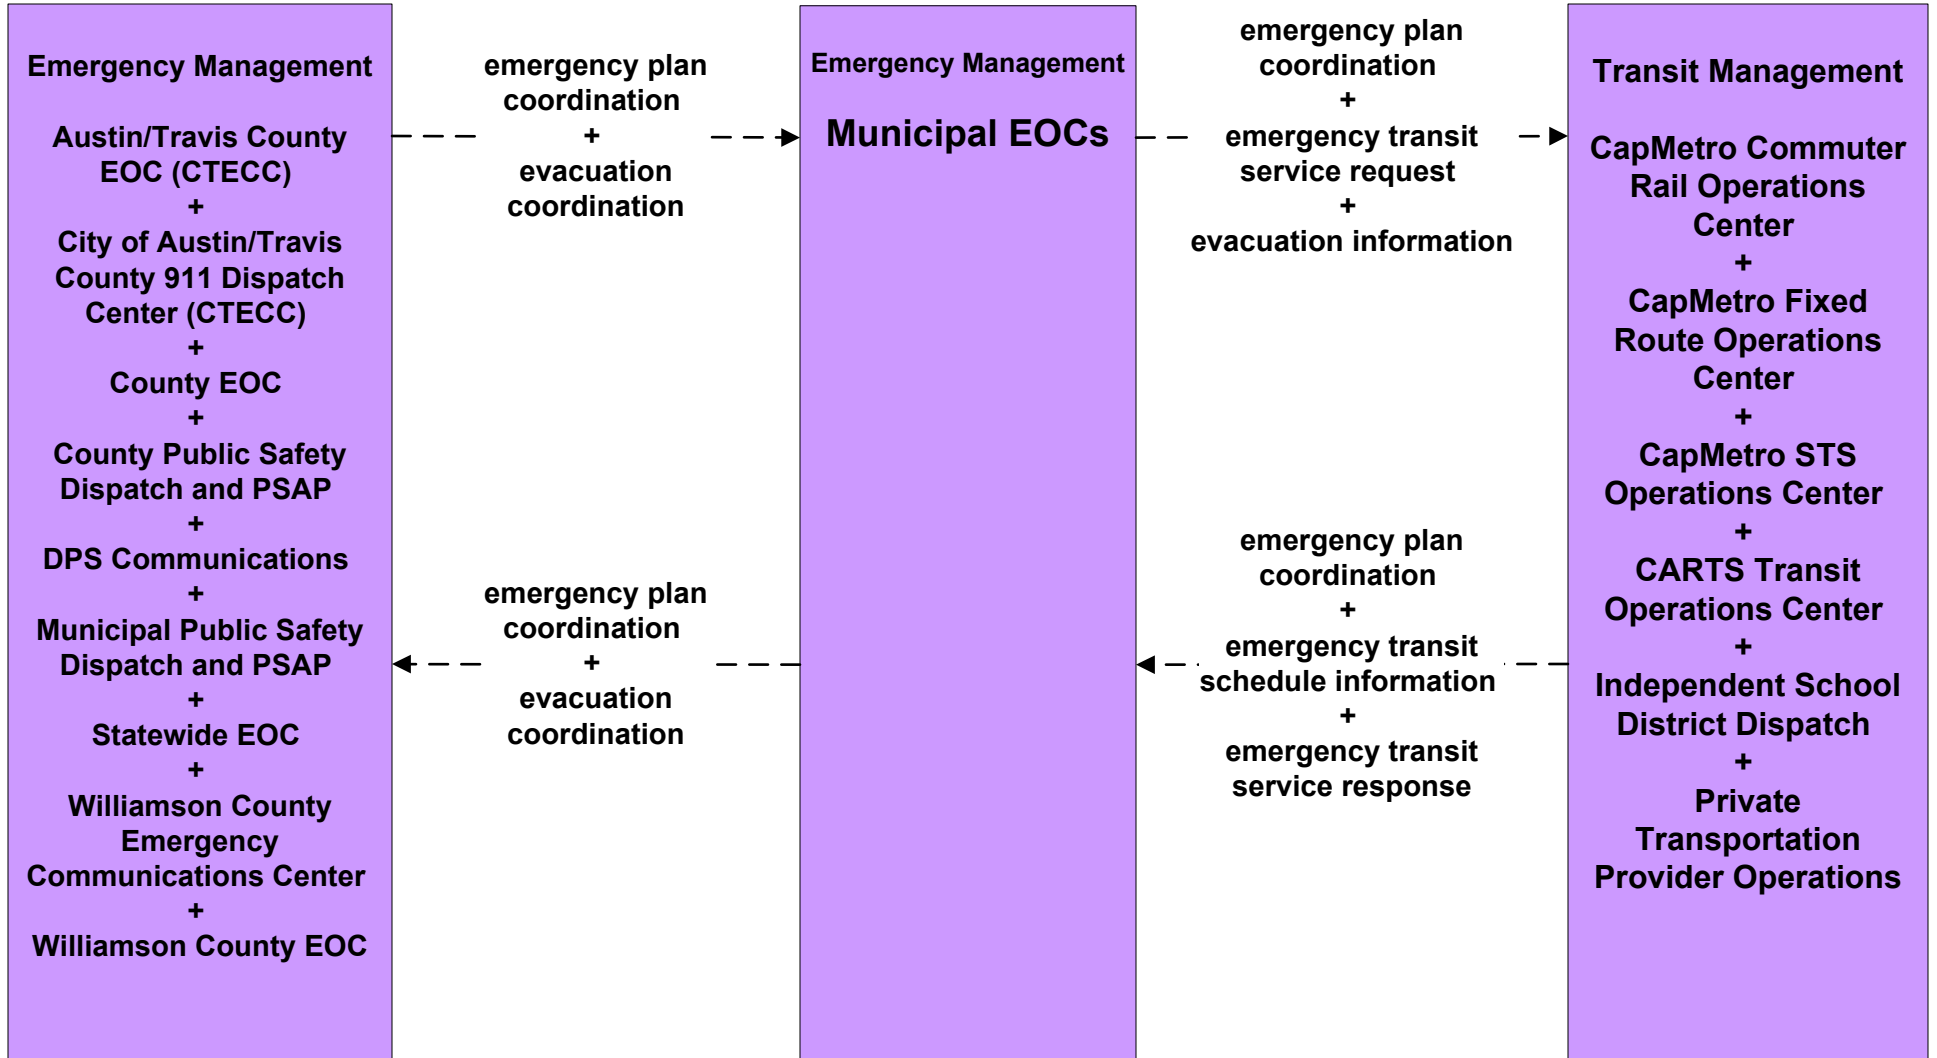 Emergency Management
Austin/Travis County
EOC (CTECC)
+
City of Austin/Travis
County 911 Dispatch
Center (CTECC)
+
County EOC
+
County Public Safety
Dispatch and PSAP
+
DPS Communications
+
Municipal Public Safety
Dispatch and PSAP
+
Statewide EOC
+
Williamson County
Emergency
Communications Center
+
Williamson County EOC
emergency plan
coordination
+
evacuation
coordination
emergency plan
coordination
+
evacuation
coordination
Emergency Management
Municipal EOCs
emergency plan
coordination
+
emergency transit
service request
+
evacuation information
emergency plan
coordination
+
emergency transit
schedule information
+
emergency transit
service response
Transit Management
CapMetro Commuter
Rail Operations
Center
+
CapMetro Fixed
Route Operations
Center
+
CapMetro STS
Operations Center
+
CARTS Transit
Operations Center
+
Independent School
District Dispatch
+
Private
Transportation
Provider Operations